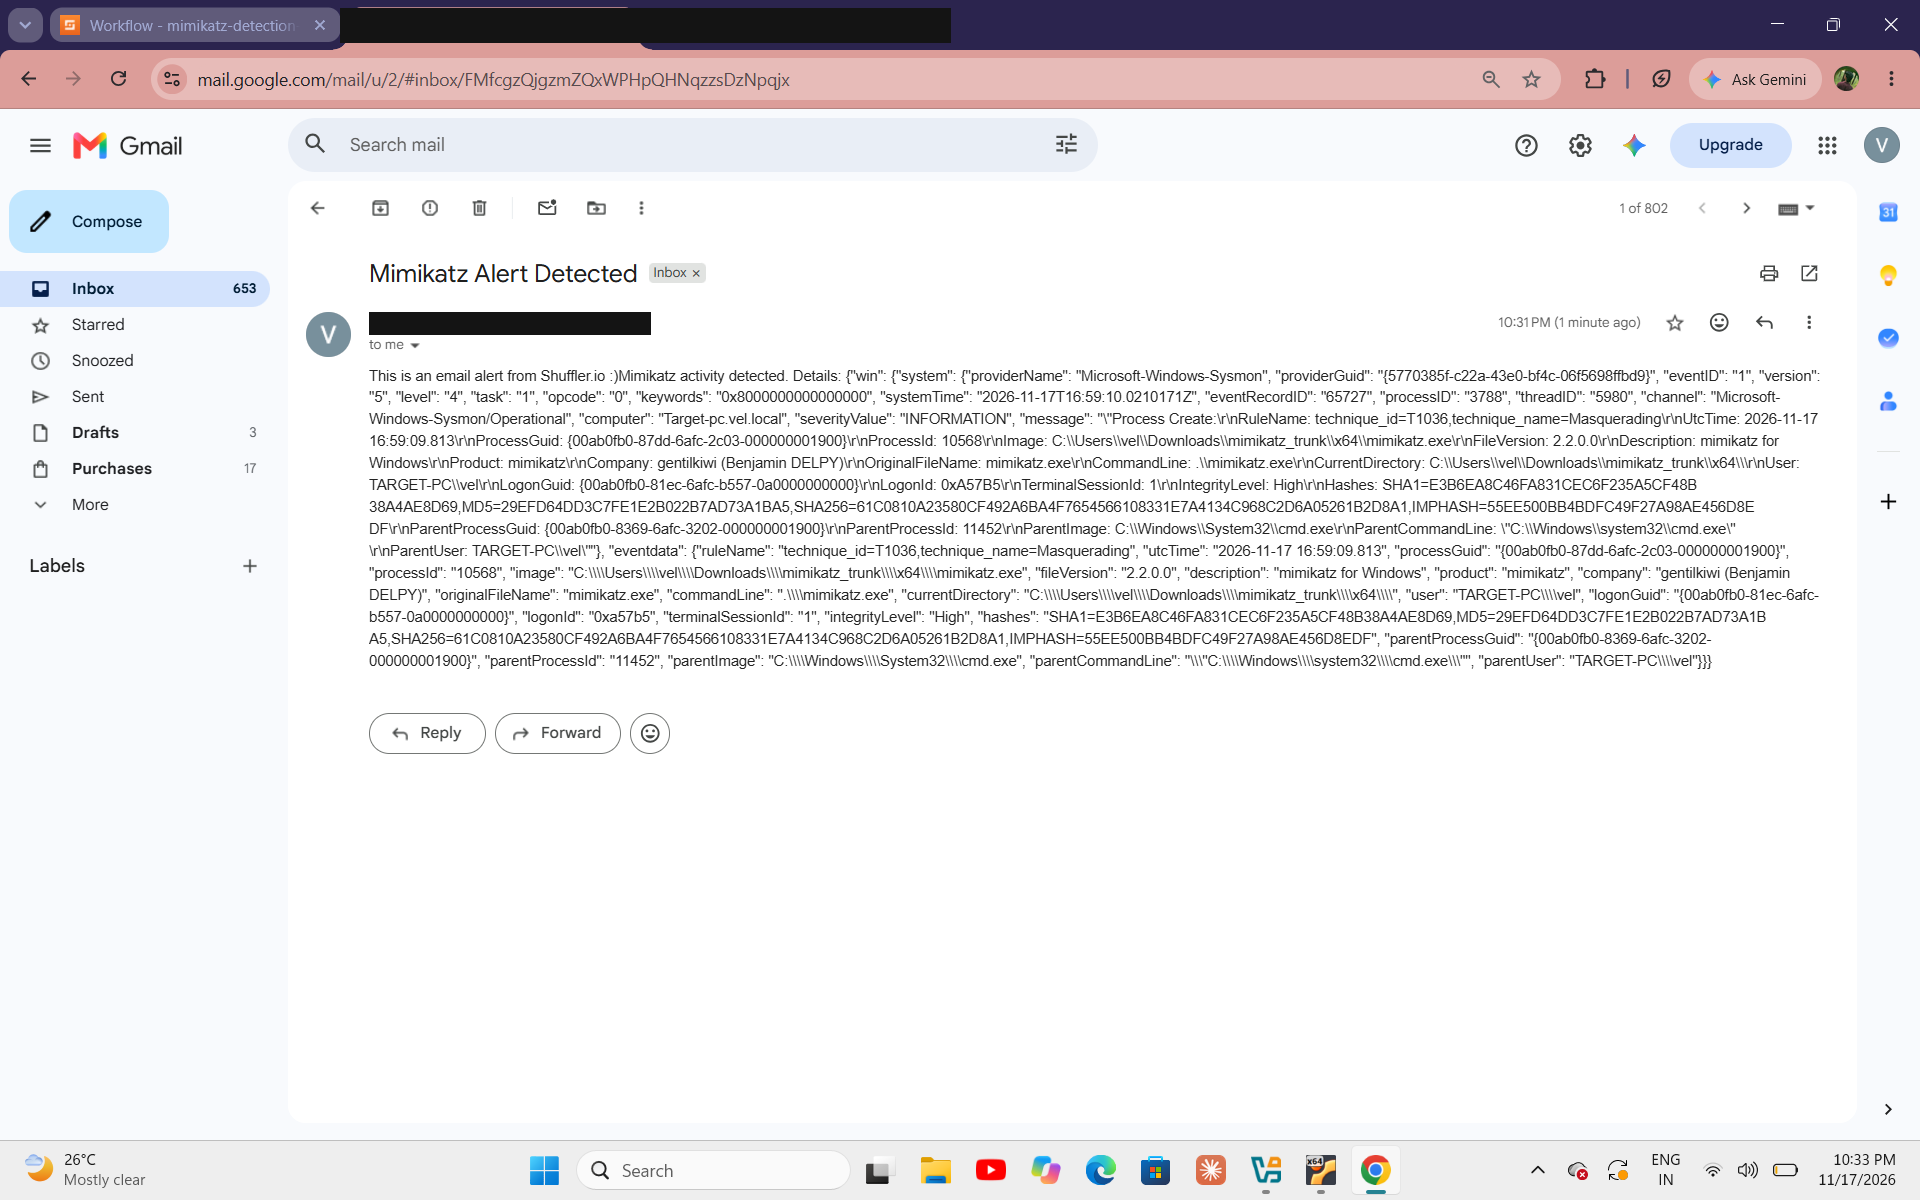 Workflow - mimikatz-detection
mail.google.com/mail/u/2/#inbox/FMfcgzQjgzmZQxWPHpQHNqzzsDzNpqjx
Ask Gemini
Gmail
Search mail
Upgrade
V
Compose
1 of 802
31
Inbox 653
Starred
Snoozed
Sent
Drafts 3
Purchases 17
More
Labels
Mimikatz Alert Detected Inbox
V
10:31 PM (1 minute ago)
to me
This is an email alert from Shuffler.io :)Mimikatz activity detected. Details: {"win": {"system": {"providerName": "Microsoft-Windows-Sysmon", "providerGuid": "{5770385f-c22a-43e0-bf4c-06f5698ffbd9}", "eventID": "1", "version":
"5", "level": "4", "task": "1", "opcode": "0", "keywords": "0x8000000000000000", "systemTime": "2026-11-17T16:59:10.0210171Z", "eventRecordID": "65727", "processID": "3788", "threadID": "5980", "channel": "Microsoft-
Windows-Sysmon/Operational", "computer": "Target-pc.vel.local", "severityValue": "INFORMATION", "message": "\"Process Create:\r\nRuleName: technique_id=T1036,technique_name=Masquerading\r\nUtcTime: 2026-11-17
16:59:09.813\r\nProcessGuid: {00ab0fb0-87dd-6afc-2c03-000000001900}\r\nProcessId: 10568\r\nImage: C:\\Users\\vel\\Downloads\\mimikatz_trunk\\x64\\mimikatz.exe\r\nFileVersion: 2.2.0.0\r\nDescription: mimikatz for
Windows\r\nProduct: mimikatz\r\nCompany: gentilkiwi (Benjamin DELPY)\r\nOriginalFileName: mimikatz.exe\r\nCommandLine: .\\mimikatz.exe\r\nCurrentDirectory: C:\\Users\\vel\\Downloads\\mimikatz_trunk\\x64\\\r\nUser:
TARGET-PC\\vel\r\nLogonGuid: {00ab0fb0-81ec-6afc-b557-0a0000000000}\r\nLogonId: 0xA57B5\r\nTerminalSessionId: 1\r\nIntegrityLevel: High\r\nHashes: SHA1=E3B6EA8C46FA831CEC6F235A5CF48B
38A4AE8D69,MD5=29EFD64DD3C7FE1E2B022B7AD73A1BA5,SHA256=61C0810A23580CF492A6BA4F7654566108331E7A4134C968C2D6A05261B2D8A1,IMPHASH=55EE500BB4BDFC49F27A98AE456D8E
DF\r\nParentProcessGuid: {00ab0fb0-8369-6afc-3202-000000001900}\r\nParentProcessId: 11452\r\nParentImage: C:\\Windows\\System32\\cmd.exe\r\nParentCommandLine: \"C:\\Windows\\system32\\cmd.exe\"
\r\nParentUser: TARGET-PC\\vel\""}, "eventdata": {"ruleName": "technique_id=T1036,technique_name=Masquerading", "utcTime": "2026-11-17 16:59:09.813", "processGuid": "{00ab0fb0-87dd-6afc-2c03-000000001900}",
"processId": "10568", "image": "C:\\\\Users\\\\vel\\\\Downloads\\\\mimikatz_trunk\\\\x64\\\\mimikatz.exe", "fileVersion": "2.2.0.0", "description": "mimikatz for Windows", "product": "mimikatz", "company": "gentilkiwi (Benjamin
DELPY)", "originalFileName": "mimikatz.exe", "commandLine": ".\\\\mimikatz.exe", "currentDirectory": "C:\\\\Users\\\\vel\\\\Downloads\\\\mimikatz_trunk\\\\x64\\\\", "user": "TARGET-PC\\\\vel", "logonGuid": "{00ab0fb0-81ec-6afc-
b557-0a0000000000}", "logonId": "0xa57b5", "terminalSessionId": "1", "integrityLevel": "High", "hashes": "SHA1=E3B6EA8C46FA831CEC6F235A5CF48B38A4AE8D69,MD5=29EFD64DD3C7FE1E2B022B7AD73A1B
A5,SHA256=61C0810A23580CF492A6BA4F7654566108331E7A4134C968C2D6A05261B2D8A1,IMPHASH=55EE500BB4BDFC49F27A98AE456D8EDF", "parentProcessGuid": "{00ab0fb0-8369-6afc-3202-
000000001900}", "parentProcessId": "11452", "parentImage": "C:\\\\Windows\\\\System32\\\\cmd.exe", "parentCommandLine": "\\\"C:\\\\Windows\\\\system32\\\\cmd.exe\\\"", "parentUser": "TARGET-PC\\\\vel"}}}
Reply Forward
26°C
Mostly clear
Search
x64
ENG
IN
10:33 PM
11/17/2026